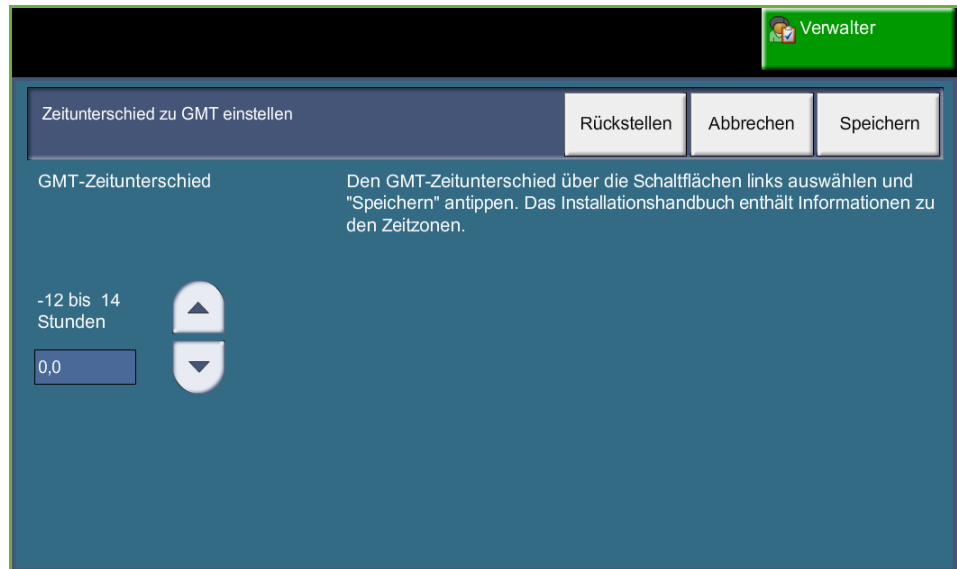 Verwalter
Zeitunterschied zu GMT einstellen
Rückstellen
Abbrechen
Speichern
GMT-Zeitunterschied
Den GMT-Zeitunterschied über die Schaltflächen links auswählen und
"Speichern" antippen. Das Installationshandbuch enthält Informationen zu
den Zeitzonen.
-12 bis 14
Stunden
0,0